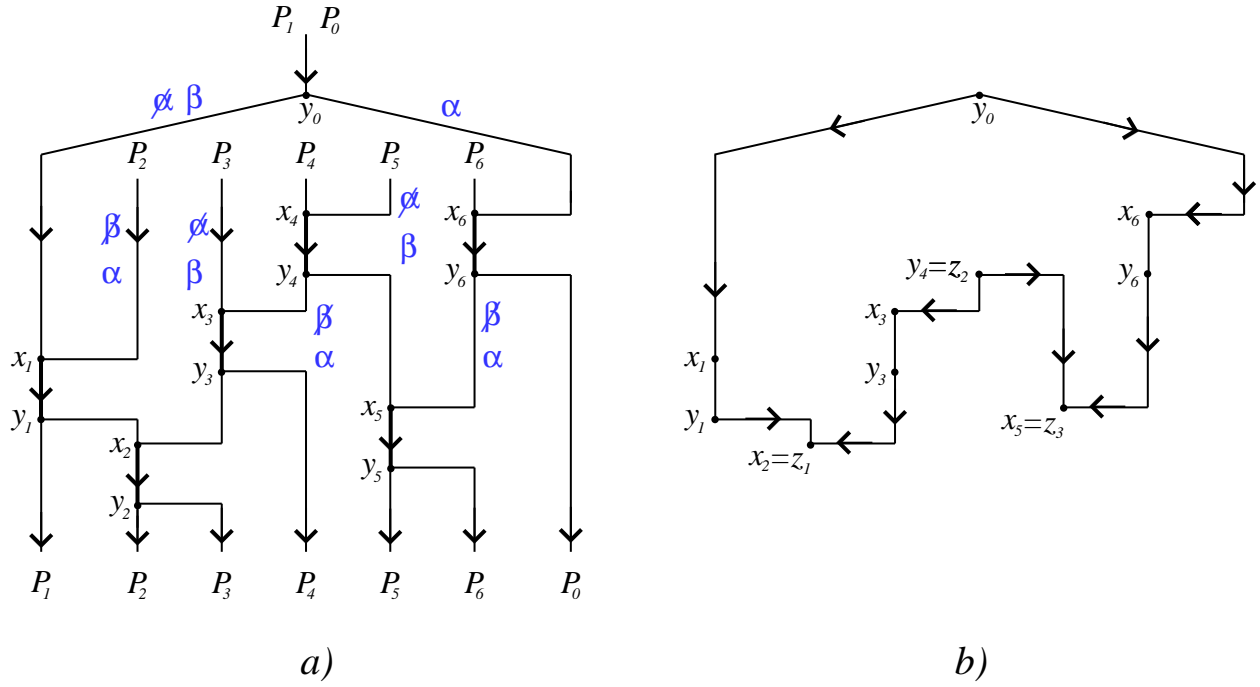 P₁ P₀
α̸ β
α
y₀
y₀
P₂ P₃ P₄ P₅ P₆
β̸
α
α̸
β
x₄
α̸
β
x₆
x₆
y₄
y₆
y₄=z₂
y₆
x₃
β̸
α
β̸
α
x₃
x₁
y₃
x₁
y₃
x₅
y₁
x₂
y₁
x₅=z₃
y₅
x₂=z₁
y₂
P₁ P₂ P₃ P₄ P₅ P₆ P₀
a)
b)